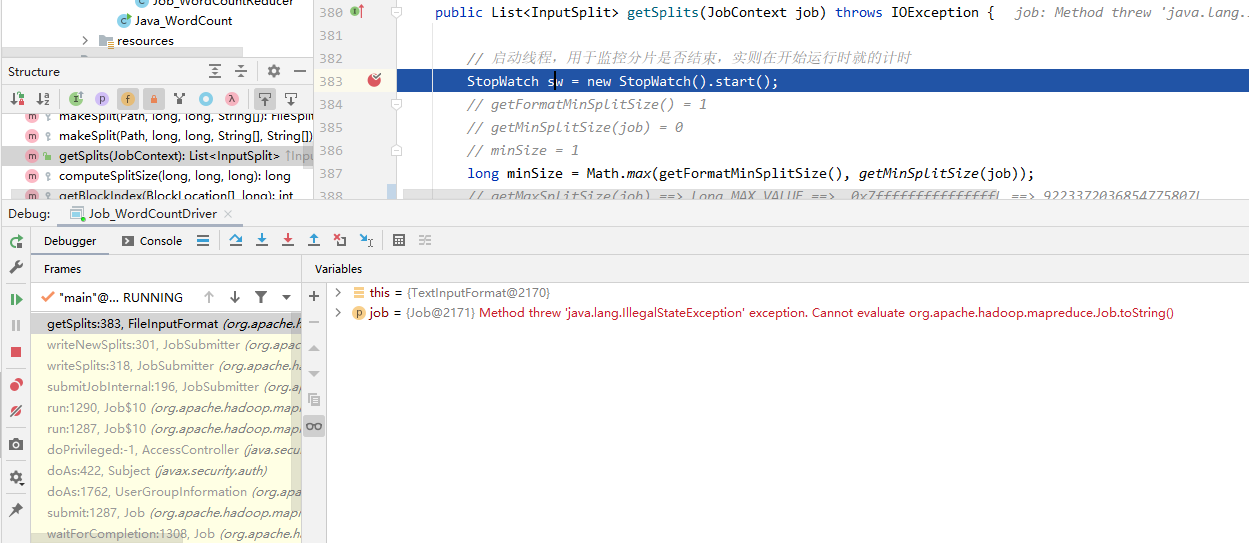 Job_WordCountReducer
Java_WordCount
resources
Structure
makeSplit(Path, long, long, String[]): FileSpli
makeSplit(Path, long, long, String[], String[])
getSplits(JobContext): List<InputSplit> ↑Inpu
computeSplitSize(long, long, long): long
getBlockIndex(BlockLocation[], long): int
380 public List<InputSplit> getSplits(JobContext job) throws IOException { job: Method threw 'java.lang.
381
382 // 启动线程，用于监控分片是否结束，实则在开始运行时就的计时
383 StopWatch sw = new StopWatch().start();
384 // getFormatMinSplitSize() = 1
385 // getMinSplitSize(job) = 0
386 // minSize = 1
387 long minSize = Math.max(getFormatMinSplitSize(), getMinSplitSize(job));
388 // getMaxSplitSize(job) ==> Long.MAX_VALUE ==> 0x7fffffffffffffffL ==> 9223372036854775807L
Debug: Job_WordCountDriver
Debugger Console
Frames
Variables
"main"@... RUNNING
getSplits:383, FileInputFormat (org.apache.h
writeNewSplits:301, JobSubmitter (org.apac
writeSplits:318, JobSubmitter (org.apache.ha
submitJobInternal:196, JobSubmitter (org.a
run:1290, Job$10 (org.apache.hadoop.map
run:1287, Job$10 (org.apache.hadoop.map
doPrivileged:-1, AccessController (java.secu
doAs:422, Subject (javax.security.auth)
doAs:1762, UserGroupInformation (org.apa
submit:1287, Job (org.apache.hadoop.map
waitForCompletion:1308, Job (org.apache.h
this = {TextInputFormat@2170}
job = {Job@2171} Method threw 'java.lang.IllegalStateException' exception. Cannot evaluate org.apache.hadoop.mapreduce.Job.toString()